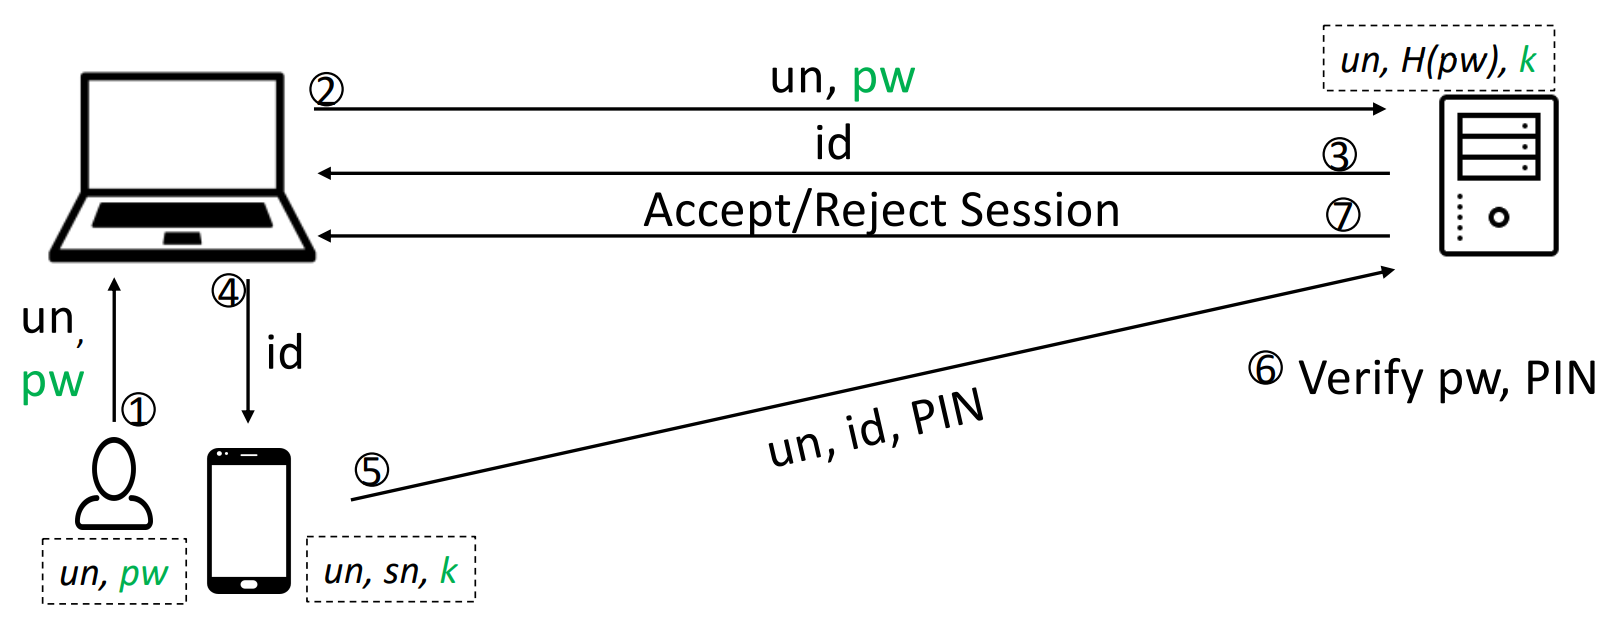 un, H(pw), k
② un, pw
id ③
Accept/Reject Session ⑦
④
un,
pw
id
①
⑥ Verify pw, PIN
un, id, PIN
⑤
un, pw
un, sn, k